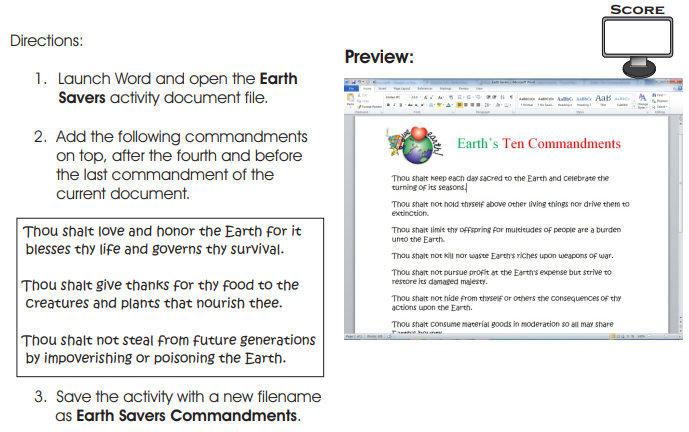 SCORE
Directions:
1. Launch Word and open the Earth
Savers activity document file.
2. Add the following commandments
on top, after the fourth and before
the last commandment of the
current document.
Thou shalt love and honor the Earth for it
blesses thy life and governs thy survival.
Thou shalt give thanks for thy food to the
creatures and plants that nourish thee.
Thou shalt not steal from future generations
by impoverishing or poisoning the Earth.
3. Save the activity with a new filename
as Earth Savers Commandments.
Preview:
Earth's Ten Commandments
Thou shalt keep each day sacred to the Earth and celebrate the
turning of its seasons.
Thou shalt not hold thyself above other living things nor drive them to
extinction.
Thou shalt limit thy offspring for multitudes of people are a burden
unto the Earth.
Thou shalt not kill nor waste Earth's riches upon weapons of war.
Thou shalt not pursue profit at the Earth's expense but strive to
restore its damaged majesty.
Thou shalt not hide from thyself or others the consequences of thy
actions upon the Earth.
Thou shalt consume material goods in moderation so all may share